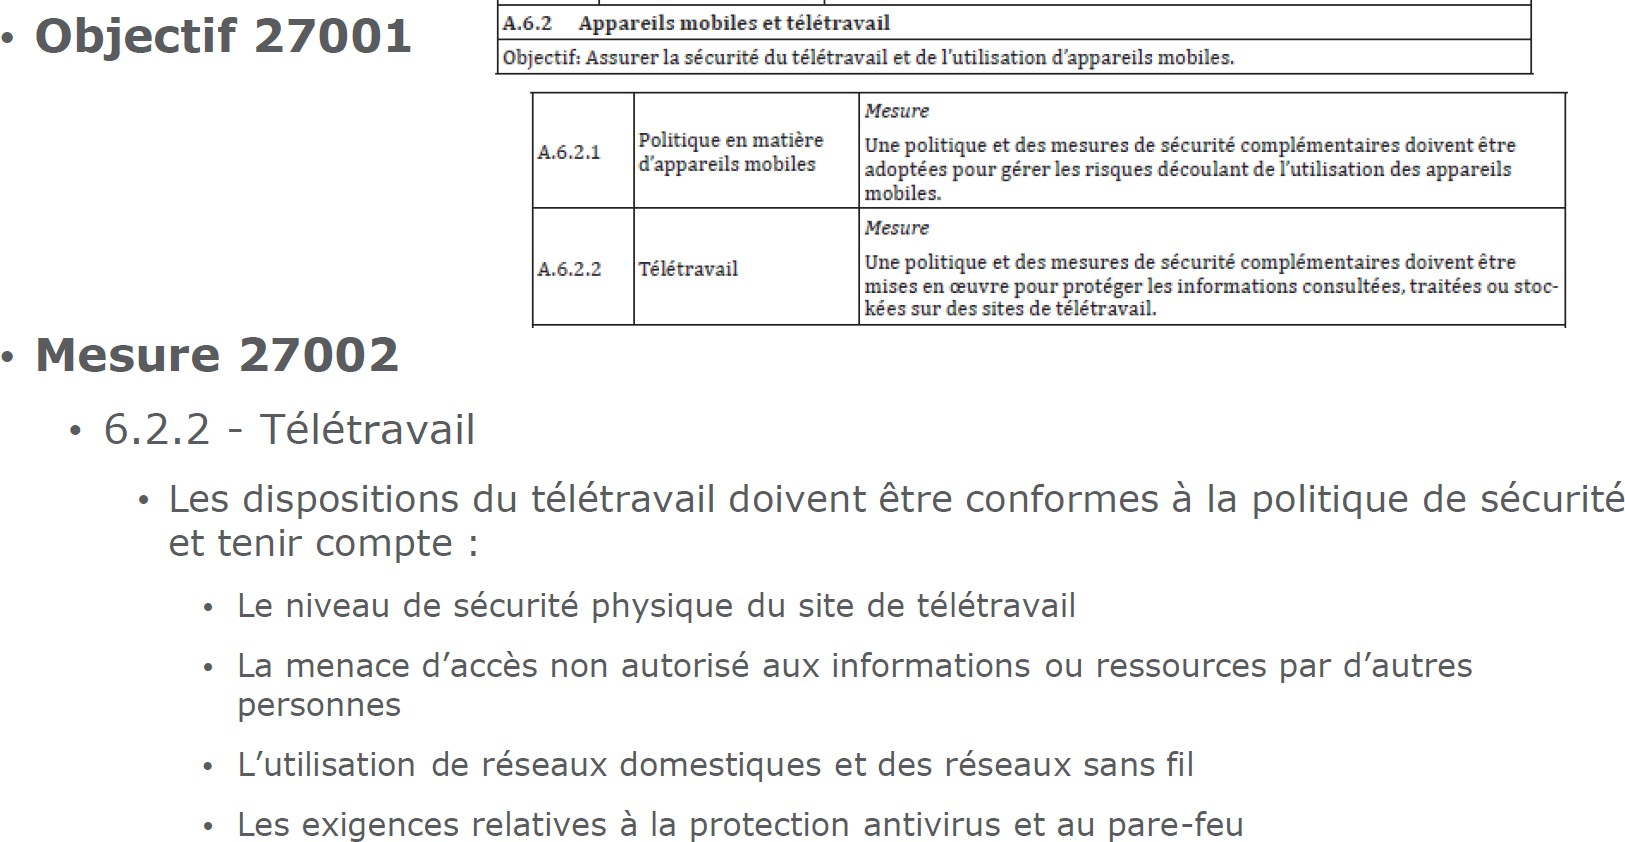 • Objectif 27001
A.6.2 Appareils mobiles et télétravail
Objectif: Assurer la sécurité du télétravail et de l'utilisation d'appareils mobiles.
A.6.2.1
Politique en matière
d'appareils mobiles
Mesure
Une politique et des mesures de sécurité complémentaires doivent être
adoptées pour gérer les risques découlant de l'utilisation des appareils
mobiles.
A.6.2.2
Télétravail
Mesure
Une politique et des mesures de sécurité complémentaires doivent être
mises en œuvre pour protéger les informations consultées, traitées ou stoc-
kées sur des sites de télétravail.
• Mesure 27002
• 6.2.2 - Télétravail
• Les dispositions du télétravail doivent être conformes à la politique de sécurité
et tenir compte :
• Le niveau de sécurité physique du site de télétravail
• La menace d’accès non autorisé aux informations ou ressources par d’autres
personnes
• L’utilisation de réseaux domestiques et des réseaux sans fil
• Les exigences relatives à la protection antivirus et au pare-feu